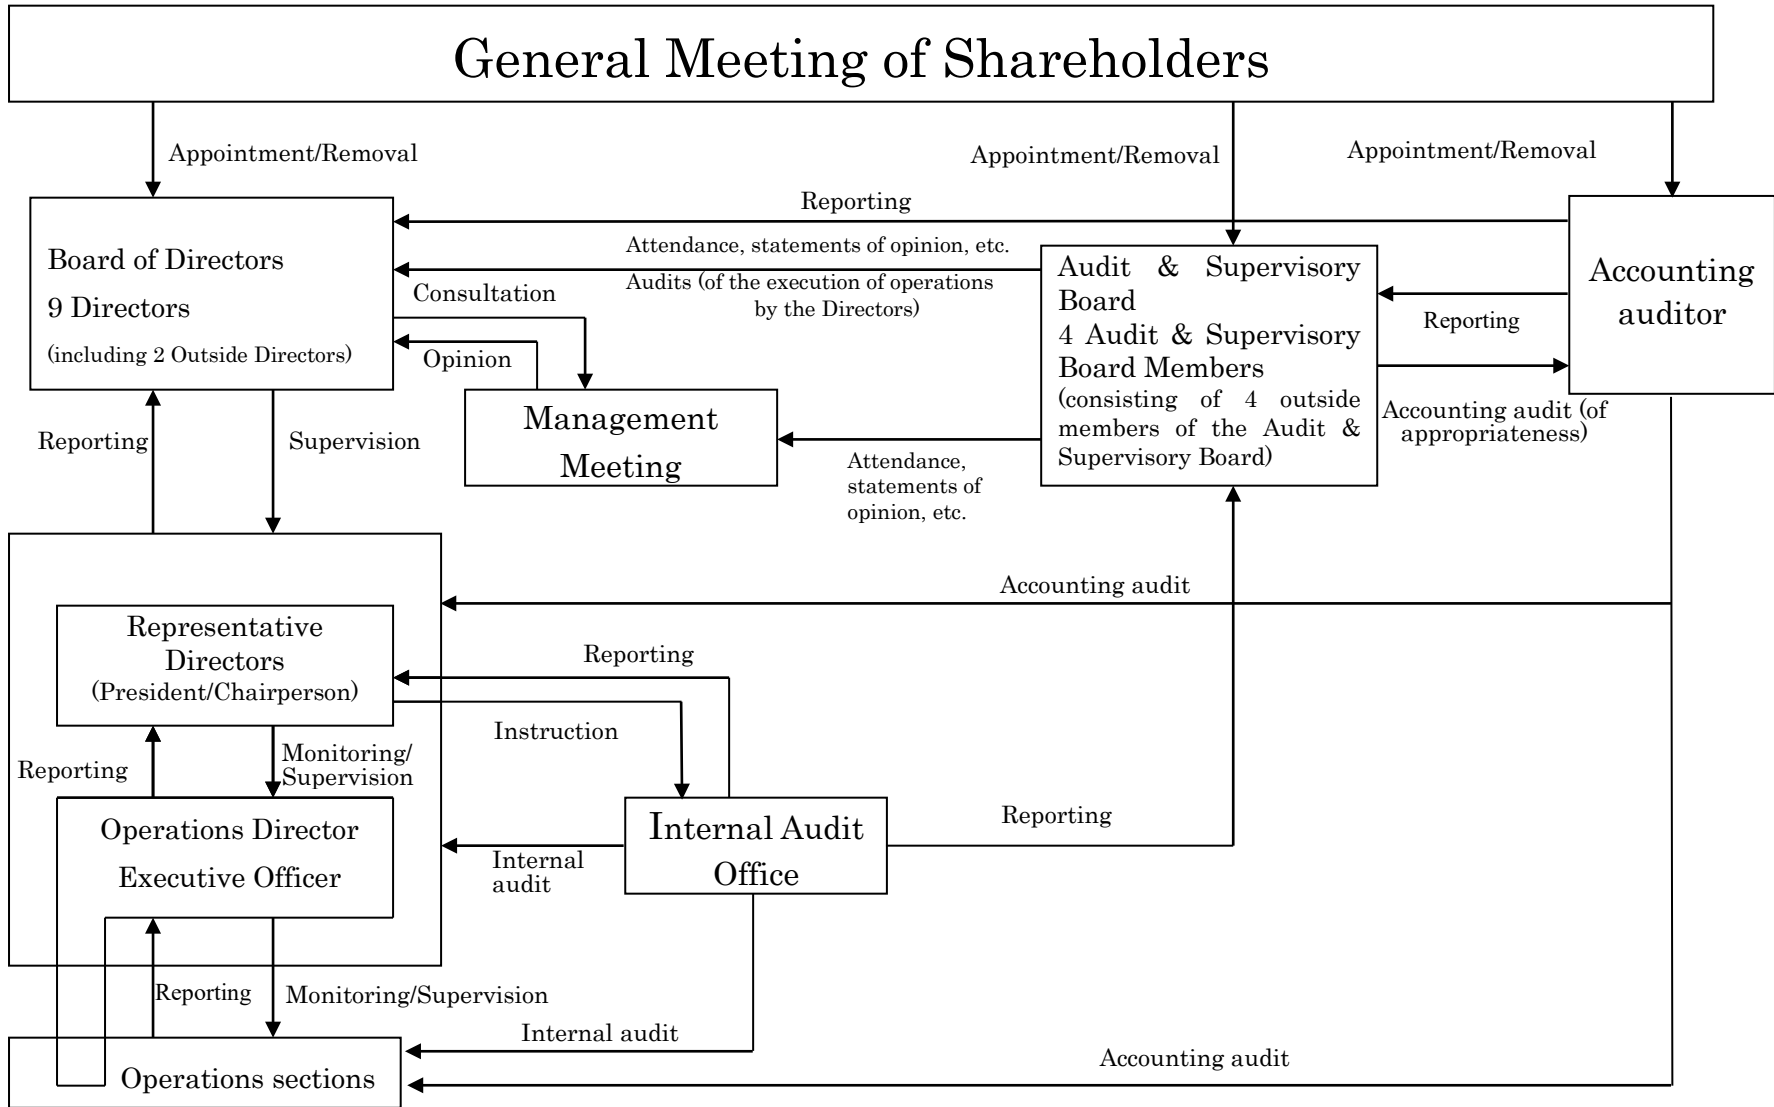 General Meeting of Shareholders
Appointment/Removal
Appointment/Removal
Appointment/Removal
Reporting
Board of Directors
9 Directors
(including 2 Outside Directors)
Attendance, statements of opinion, etc.
Audits (of the execution of operations
by the Directors)
Consultation
Opinion
Audit & Supervisory
Board
4 Audit & Supervisory
Board Members
(consisting of 4 outside
members of the Audit &
Supervisory Board)
Accounting
auditor
Reporting
Accounting audit (of
appropriateness)
Management
Meeting
Attendance,
statements of
opinion, etc.
Reporting
Supervision
Accounting audit
Representative
Directors
(President/Chairperson)
Reporting
Instruction
Reporting
Monitoring/
Supervision
Operations Director
Executive Officer
Internal
audit
Internal Audit
Office
Reporting
Reporting
Monitoring/Supervision
Internal audit
Accounting audit
Operations sections